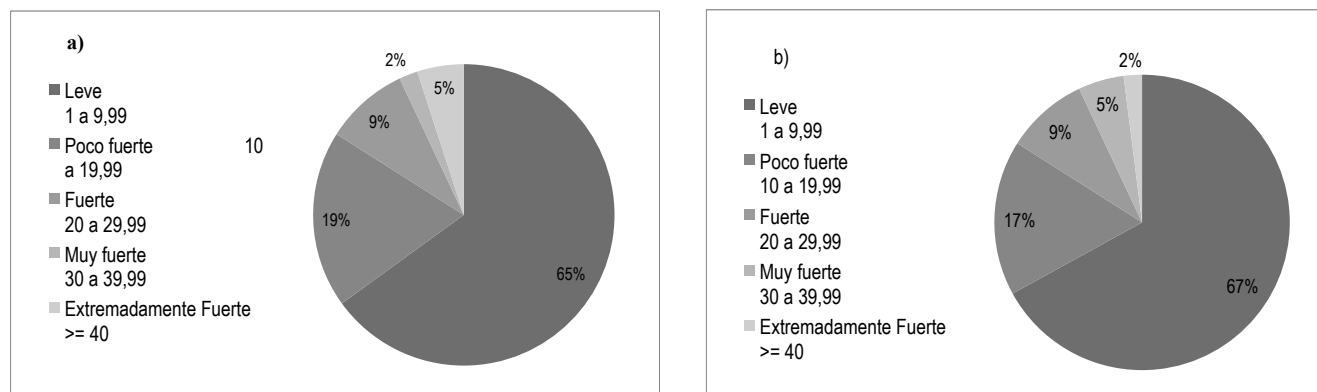 a)
Leve
1 a 9,99
Poco fuerte 10
a 19,99
Fuerte
20 a 29,99
Muy fuerte
30 a 39,99
Extremadamente Fuerte
>= 40
2%
5%
9%
19%
65%
b)
Leve
1 a 9,99
Poco fuerte
10 a 19,99
Fuerte
20 a 29,99
Muy fuerte
30 a 39,99
Extremadamente Fuerte
>= 40
2%
5%
9%
17%
67%